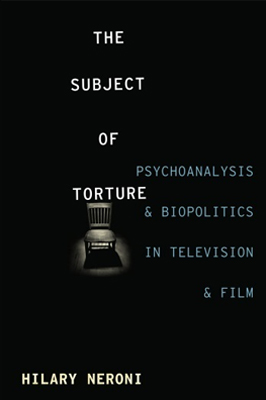 THE
SUBJECT
OF
PSYCHOANALYSIS
TORTURE
& BIOPOLITICS
IN TELEVISION
& FILM
HILARY NERONI